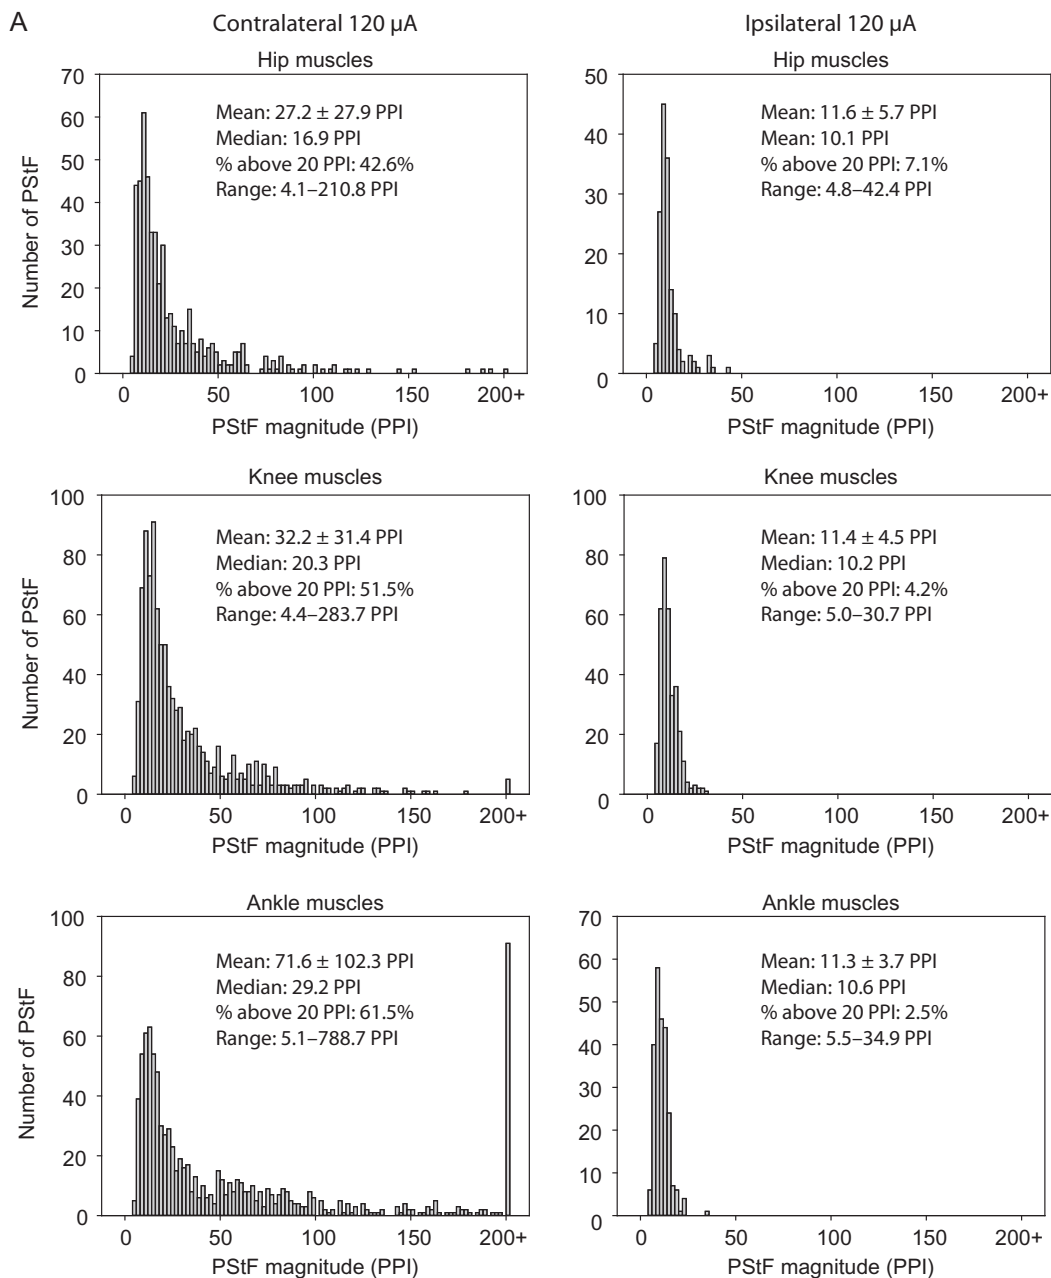 A
Contralateral 120 µA
Ipsilateral 120 µA
Hip muscles
70
60
50
40
30
20
10
0
Number of PStF
Mean: 27.2 ± 27.9 PPI
Median: 16.9 PPI
% above 20 PPI: 42.6%
Range: 4.1–210.8 PPI
0
50
100
150
200+
PStF magnitude (PPI)
Hip muscles
50
40
30
20
10
0
Mean: 11.6 ± 5.7 PPI
Mean: 10.1 PPI
% above 20 PPI: 7.1%
Range: 4.8–42.4 PPI
0
50
100
150
200+
PStF magnitude (PPI)
Knee muscles
100
80
60
40
20
0
Number of PStF
Mean: 32.2 ± 31.4 PPI
Median: 20.3 PPI
% above 20 PPI: 51.5%
Range: 4.4–283.7 PPI
0
50
100
150
200+
PStF magnitude (PPI)
Knee muscles
100
80
60
40
20
0
Mean: 11.4 ± 4.5 PPI
Median: 10.2 PPI
% above 20 PPI: 4.2%
Range: 5.0–30.7 PPI
0
50
100
150
200+
PStF magnitude (PPI)
Ankle muscles
100
80
60
40
20
0
Number of PStF
Mean: 71.6 ± 102.3 PPI
Median: 29.2 PPI
% above 20 PPI: 61.5%
Range: 5.1–788.7 PPI
0
50
100
150
200+
PStF magnitude (PPI)
Ankle muscles
70
60
50
40
30
20
10
0
Mean: 11.3 ± 3.7 PPI
Median: 10.6 PPI
% above 20 PPI: 2.5%
Range: 5.5–34.9 PPI
0
50
100
150
200+
PStF magnitude (PPI)